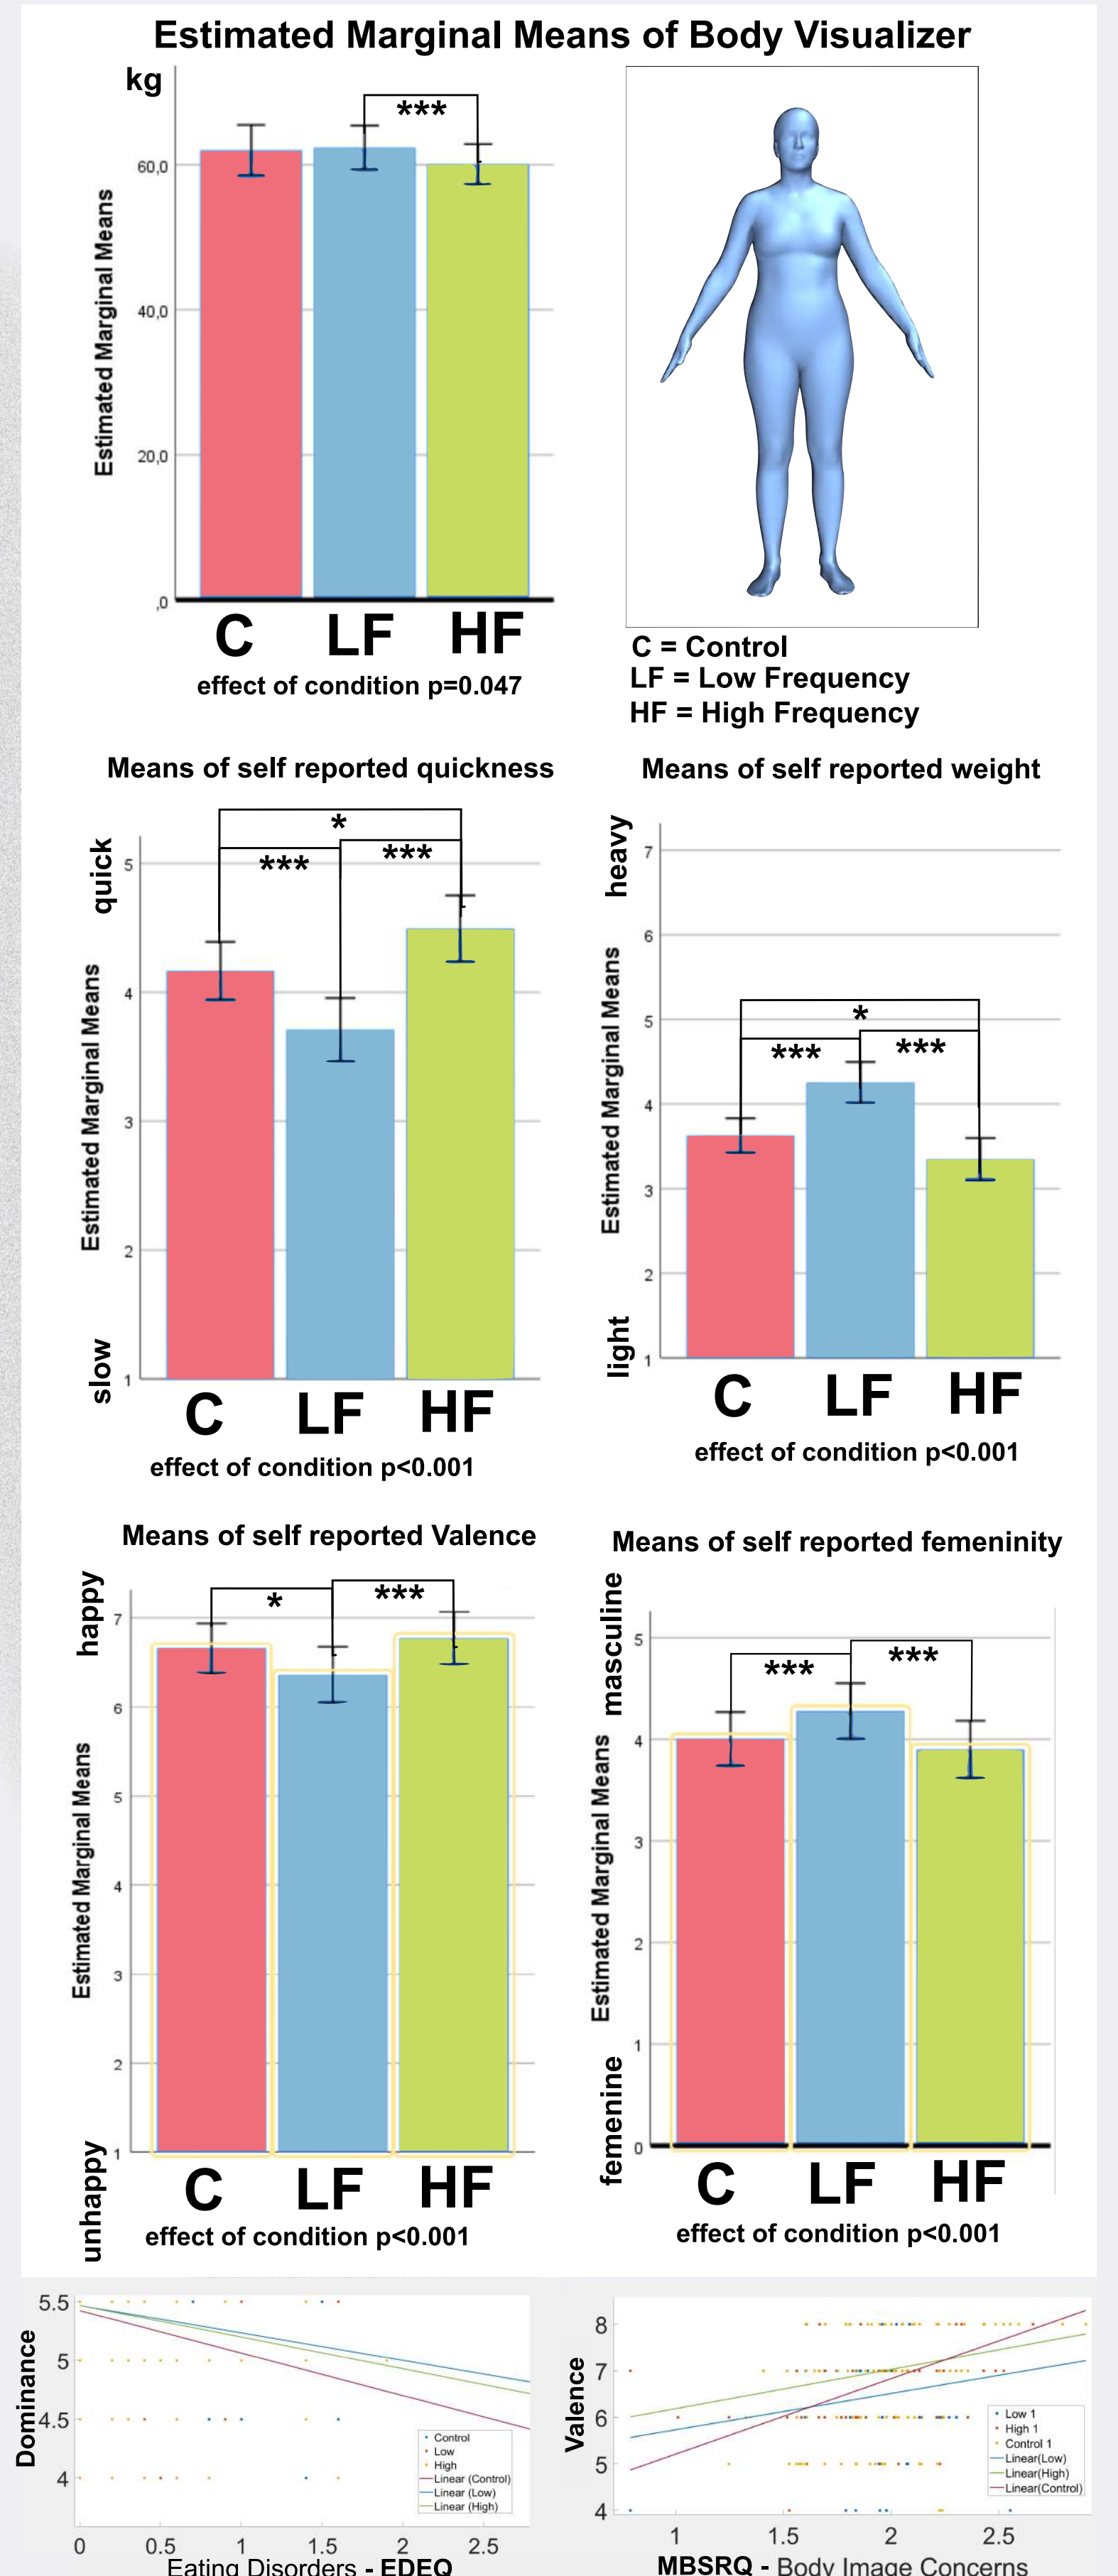 Estimated Marginal Means of Body Visualizer
kg
***
60,0
40,0
20,0
,0
Estimated Marginal Means
C LF HF
effect of condition p=0.047
C = Control
LF = Low Frequency
HF = High Frequency
Means of self reported quickness
quick
slow
Estimated Marginal Means
*
*** ***
5
4
3
2
1
C LF HF
effect of condition p<0.001
Means of self reported weight
heavy
light
Estimated Marginal Means
7
6
5
4
3
2
1
*
*** ***
C LF HF
effect of condition p<0.001
Means of self reported Valence
happy
unhappy
Estimated Marginal Means
* ***
7
6
5
4
3
2
1
C LF HF
effect of condition p<0.001
Means of self reported femeninity
masculine
femenine
Estimated Marginal Means
*** ***
5
4
3
2
1
0
C LF HF
effect of condition p<0.001
Dominance
5.5
5
4.5
4
Control
Low
High
Linear (Control)
Linear (Low)
Linear (High)
0 0.5 1 1.5 2 2.5
Eating Disorders - EDEQ
Valence
8
7
6
5
4
Low 1
High 1
Control 1
Linear(Low)
Linear(High)
Linear(Control)
1 1.5 2 2.5
MBSRQ - Body Image Concerns